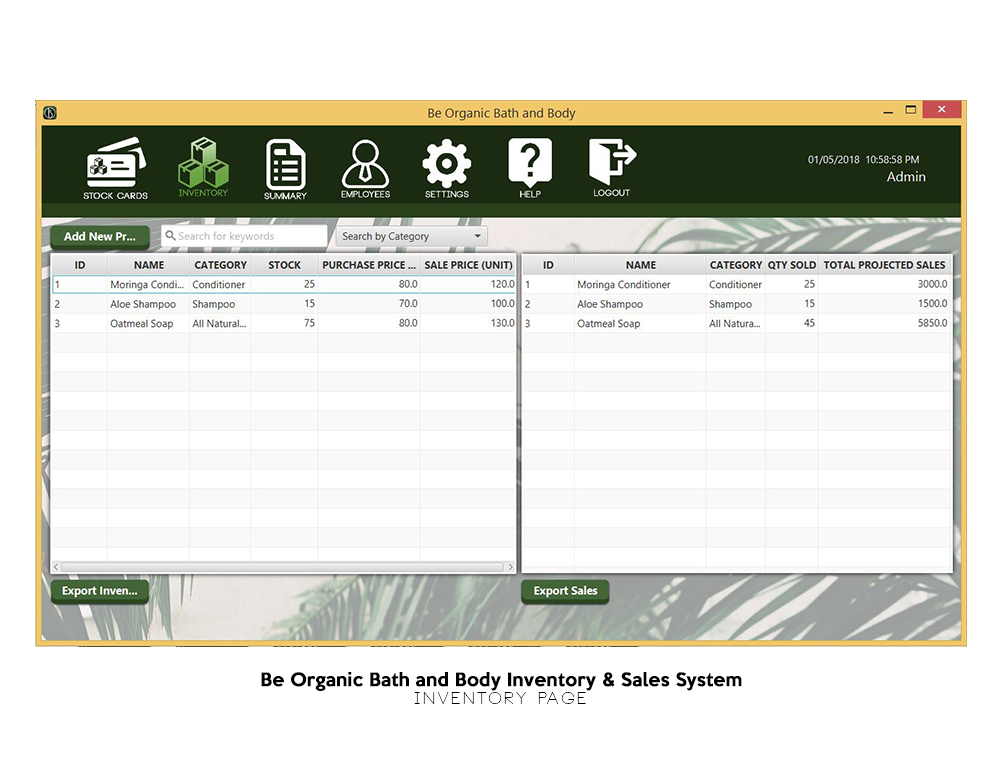 Be Organic Bath and Body
STOCK CARDS INVENTORY SUMMARY EMPLOYEES SETTINGS HELP LOGOUT
01/05/2018 10:58:58 PM
Admin
Add New Pr... Search for keywords Search by Category
ID NAME CATEGORY STOCK PURCHASE PRICE ... SALE PRICE (UNIT)
1 Moringa Condi... Conditioner 25 80.0 120.0
2 Aloe Shampoo Shampoo 15 70.0 100.0
3 Oatmeal Soap All Natural... 75 80.0 130.0
ID NAME CATEGORY QTY SOLD TOTAL PROJECTED SALES
1 Moringa Conditioner Conditioner 25 3000.0
2 Aloe Shampoo Shampoo 15 1500.0
3 Oatmeal Soap All Natura... 45 5850.0
Export Inven... Export Sales
Be Organic Bath and Body Inventory & Sales System
INVENTORY PAGE